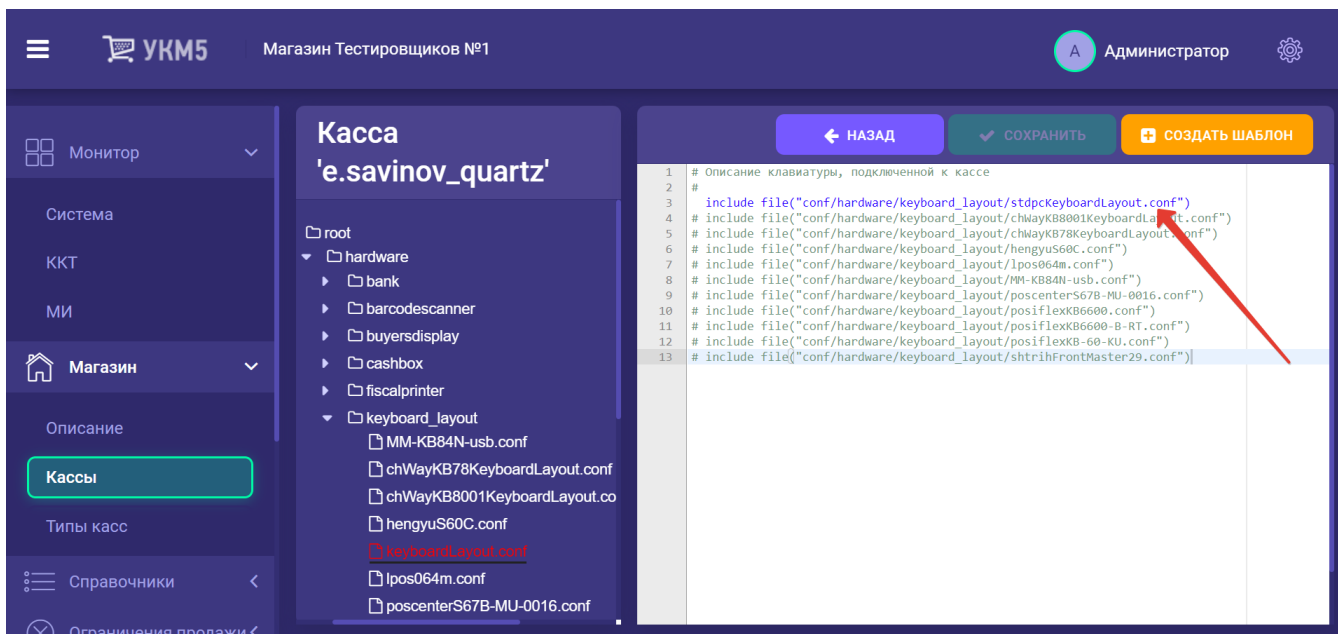 УКМ5
Магазин Тестировщиков №1
А
Администратор
Монитор
Система
ККТ
МИ
Магазин
Описание
Кассы
Типы касс
Справочники
Ограничения продажи
Касса
'e.savinov_quartz'
root
hardware
bank
barcodescanner
buyersdisplay
cashbox
fiscalprinter
keyboard_layout
MM-KB84N-usb.conf
chWayKB78KeyboardLayout.conf
chWayKB8001KeyboardLayout.co
hengyuS60C.conf
keyboardLayout.conf
lpos064m.conf
poscenterS67B-MU-0016.conf
НАЗАД
СОХРАНИТЬ
СОЗДАТЬ ШАБЛОН
1 # Описание клавиатуры, подключенной к кассе
2 #
3 include file("conf/hardware/keyboard_layout/stdpcKeyboardLayout.conf")
4 # include file("conf/hardware/keyboard_layout/chWayKB8001KeyboardLayout.conf")
5 # include file("conf/hardware/keyboard_layout/chWayKB78KeyboardLayout.conf")
6 # include file("conf/hardware/keyboard_layout/hengyuS60C.conf")
7 # include file("conf/hardware/keyboard_layout/lpos064m.conf")
8 # include file("conf/hardware/keyboard_layout/MM-KB84N-usb.conf")
9 # include file("conf/hardware/keyboard_layout/poscenterS67B-MU-0016.conf")
10 # include file("conf/hardware/keyboard_layout/posiflexKB6600.conf")
11 # include file("conf/hardware/keyboard_layout/posiflexKB6600-B-RT.conf")
12 # include file("conf/hardware/keyboard_layout/posiflexKB-60-KU.conf")
13 # include file("conf/hardware/keyboard_layout/shtrihFrontMaster29.conf")